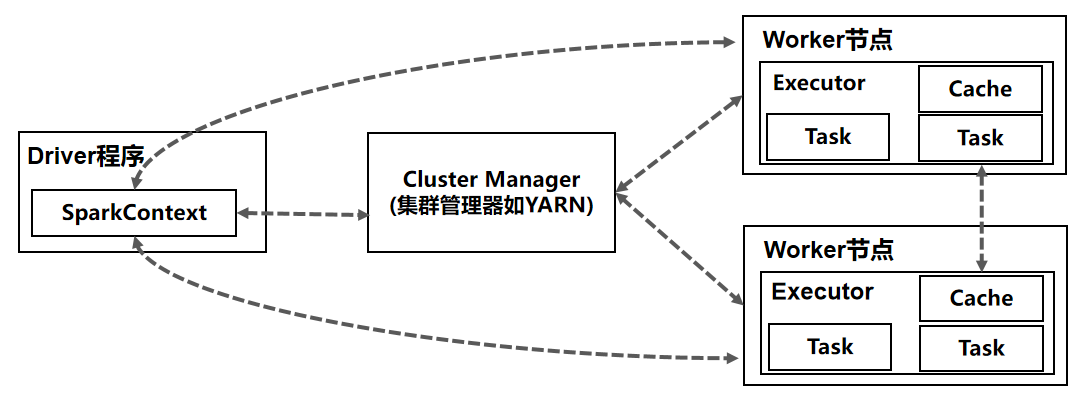 Driver程序
SparkContext
Cluster Manager
(集群管理器如YARN)
Worker节点
Executor
Cache
Task
Task
Worker节点
Executor
Cache
Task
Task